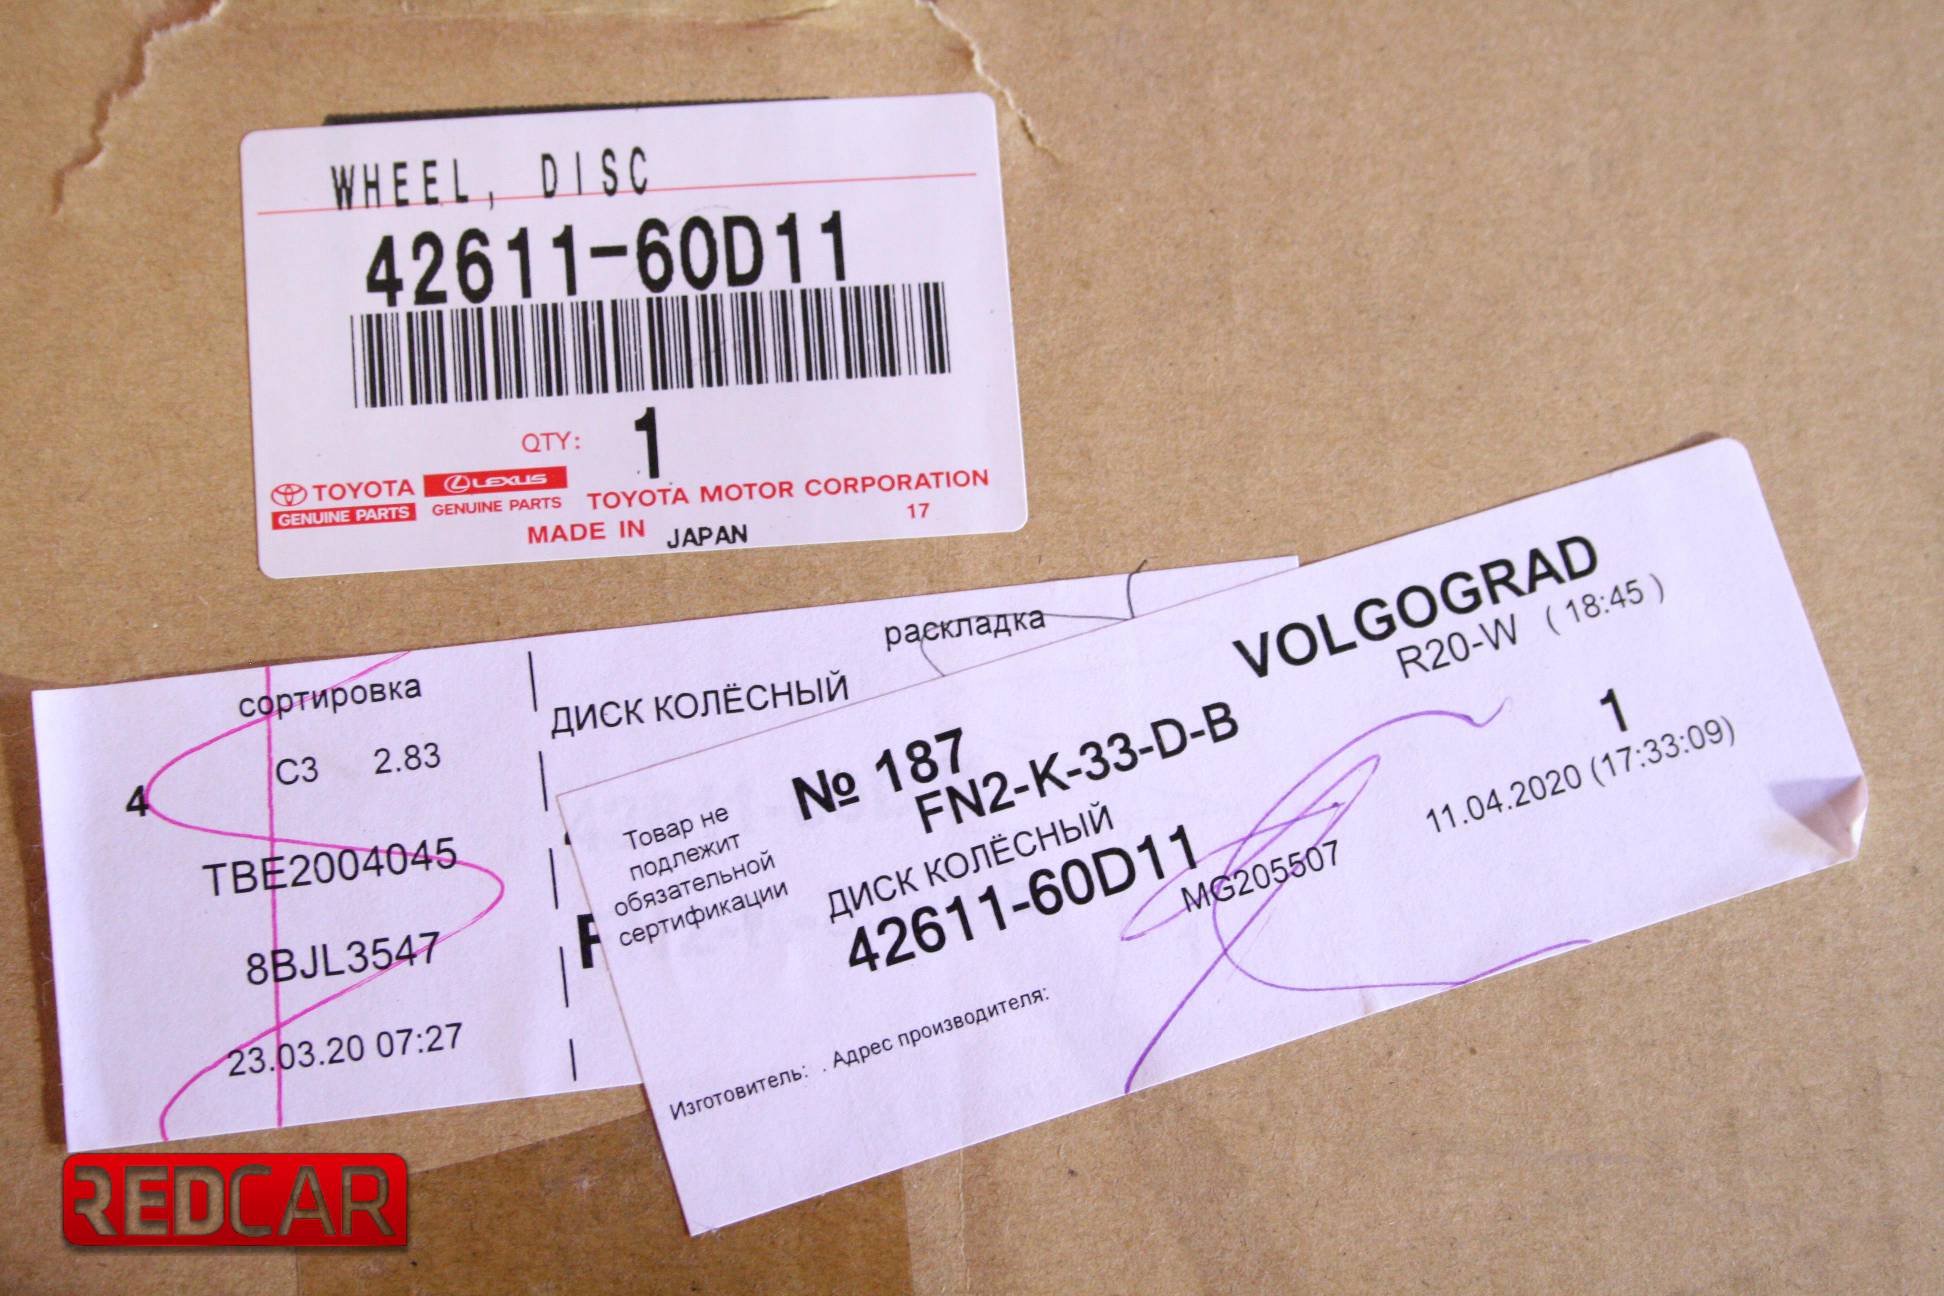 WHEEL, DISC
42611-60D11
QTY: 1
TOYOTA
GENUINE PARTS
LEXUS
GENUINE PARTS
TOYOTA MOTOR CORPORATION
17
MADE IN JAPAN
раскладка
сортировка
ДИСК КОЛЁСНЫЙ
C3 2.83
4
TBE2004045
8BJL3547
23.03.20 07:27
VOLGOGRAD
R20-W ( 18:45 )
№ 187
FN2-K-33-D-B
1
Товар не
подлежит
обязательной
сертификации
ДИСК КОЛЁСНЫЙ
11.04.2020 (17:33:09)
42611-60D11
MG205507
Изготовитель: . Адрес производителя:
REDCAR